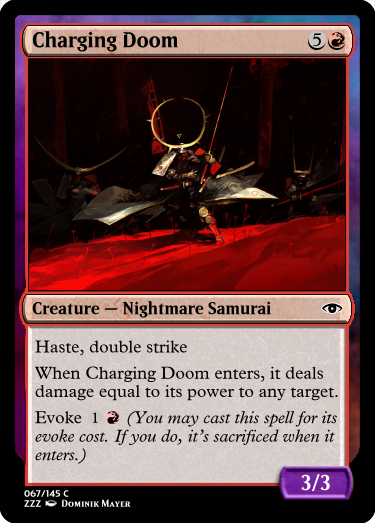 Charging Doom 5
Creature — Nightmare Samurai
Haste, double strike
When Charging Doom enters, it deals
damage equal to its power to any target.
Evoke 1 (You may cast this spell for its
evoke cost. If you do, it's sacrificed when it
enters.)
3/3
067/145 C
ZZZ Dominik Mayer